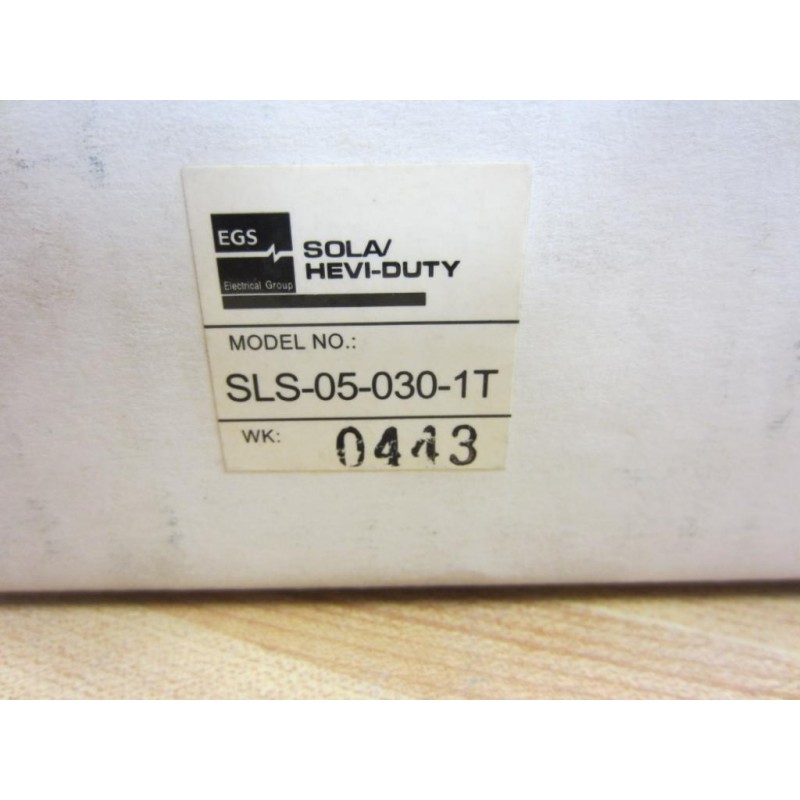 EGS
Electrical Group
SOLA/
HEVI-DUTY
MODEL NO.:
SLS-05-030-1T
WK:
0443